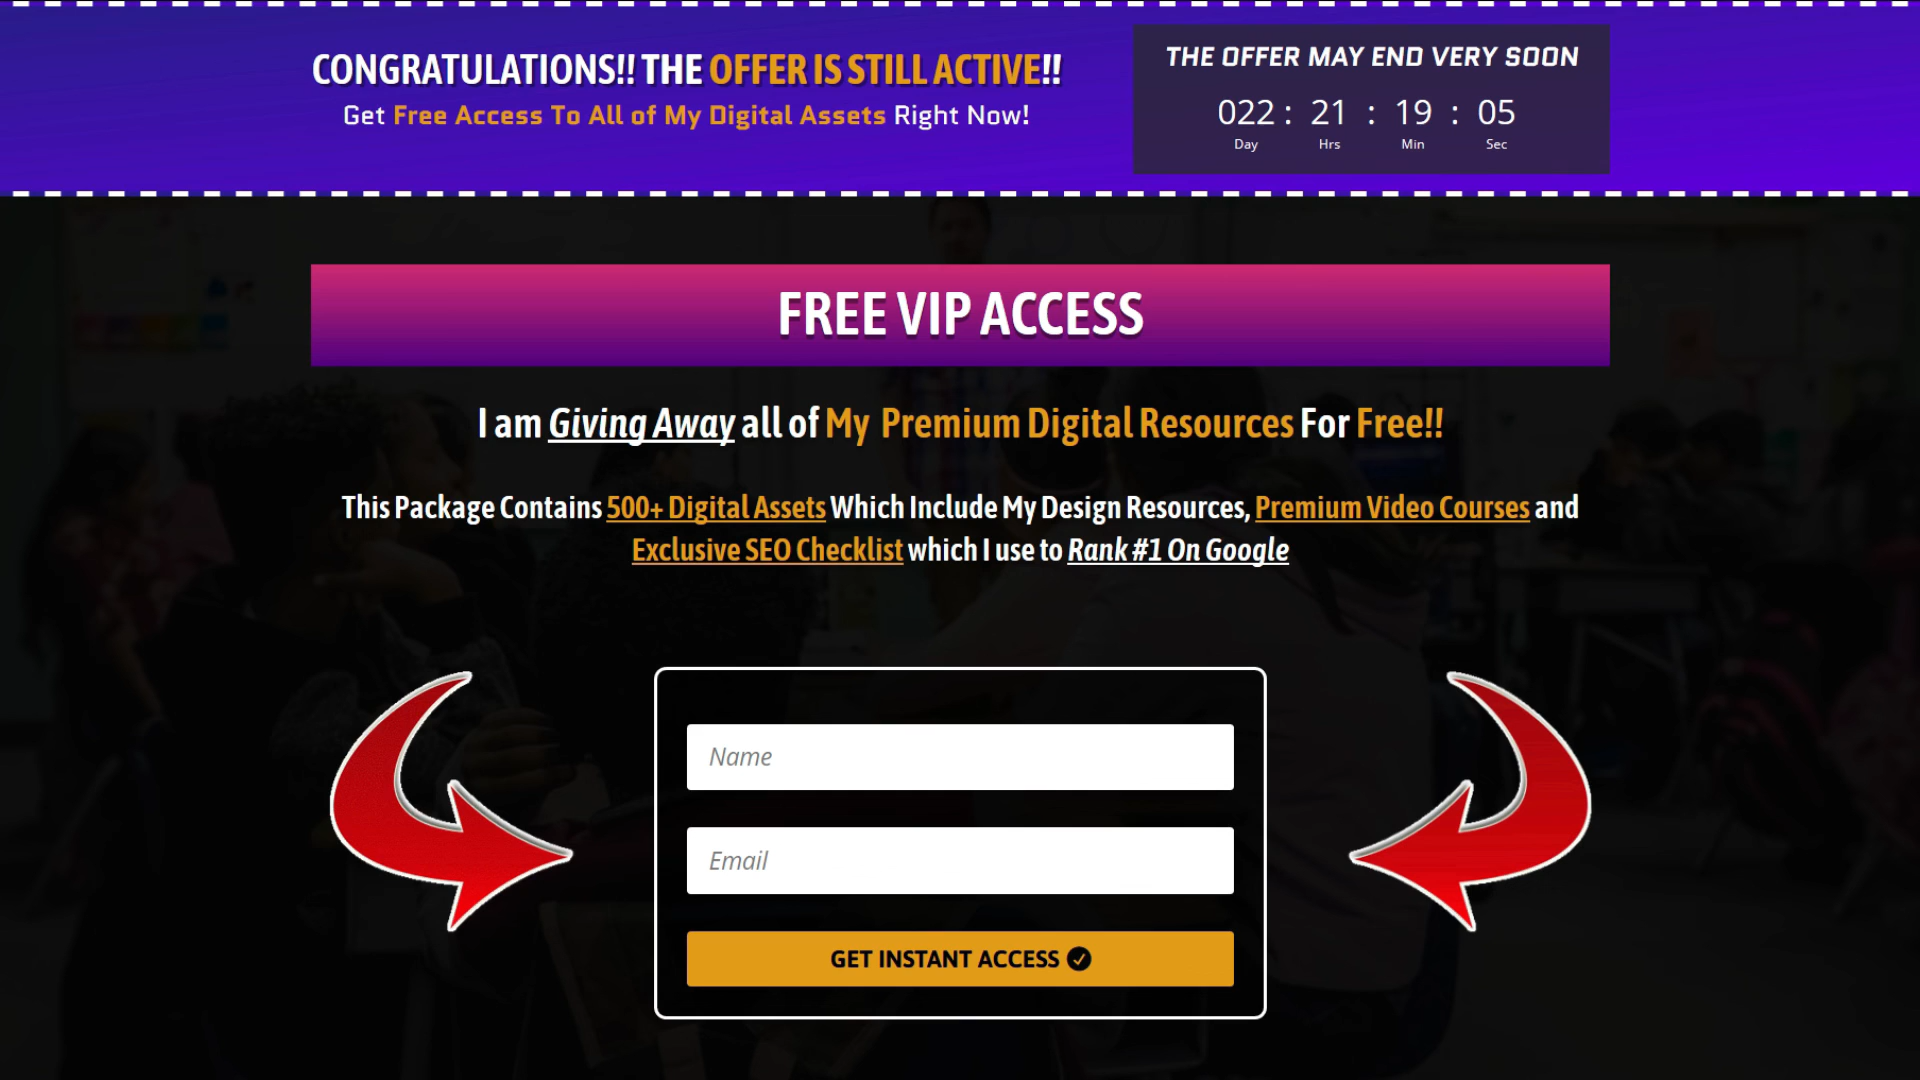 CONGRATULATIONS!! THE OFFER IS STILL ACTIVE!!
Get Free Access To All of My Digital Assets Right Now!
THE OFFER MAY END VERY SOON
022 : 21 : 19 : 05
Day Hrs Min Sec
FREE VIP ACCESS
I am Giving Away all of My Premium Digital Resources For Free!!
This Package Contains 500+ Digital Assets Which Include My Design Resources, Premium Video Courses and
Exclusive SEO Checklist which I use to Rank #1 On Google
Name
Email
GET INSTANT ACCESS